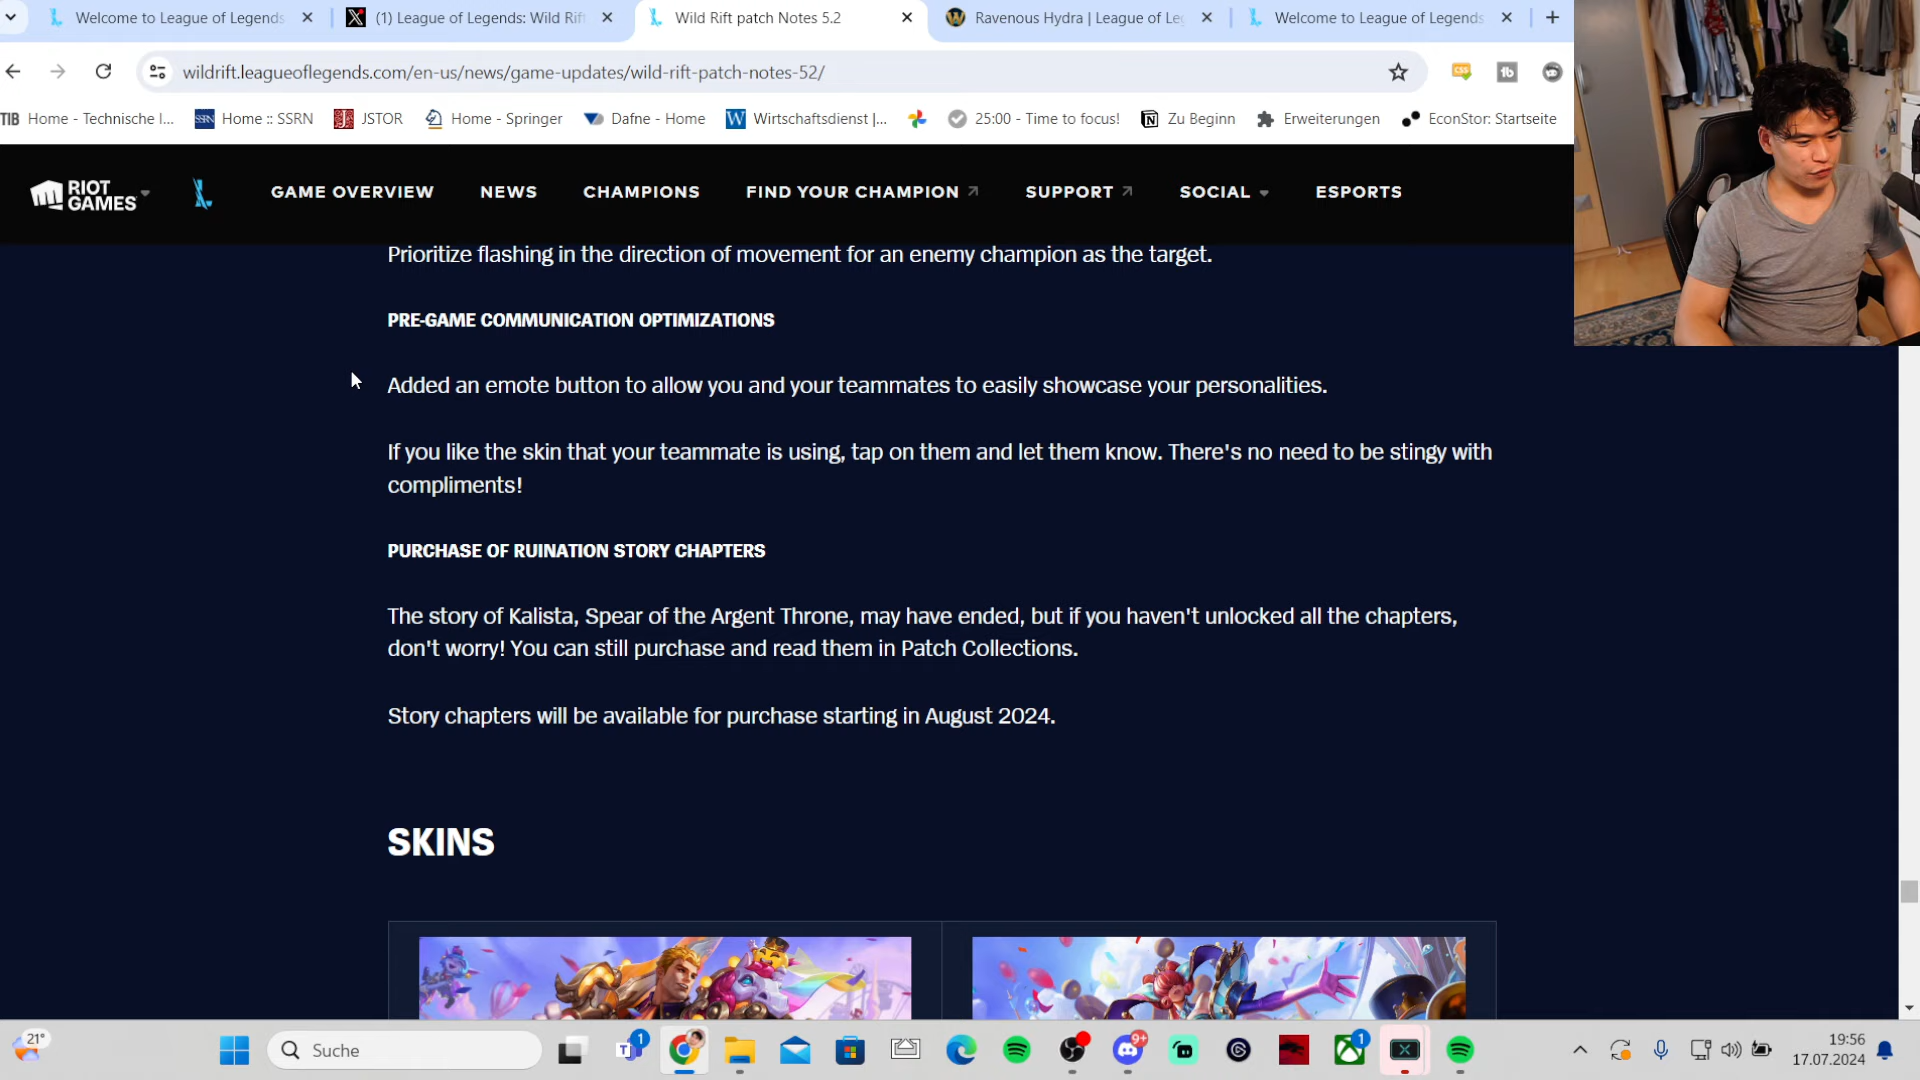 Welcome to League of Legends
(1) League of Legends: Wild Rif
Wild Rift patch Notes 5.2
Ravenous Hydra | League of Le
Welcome to League of Legends
wildrift.leagueoflegends.com/en-us/news/game-updates/wild-rift-patch-notes-52/
TIB Home - Technische I... SSRN Home :: SSRN JSTOR Home - Springer Dafne - Home W Wirtschaftsdienst |... 25:00 - Time to focus! Zu Beginn Erweiterungen EconStor: Startseite
RIOT GAMES GAME OVERVIEW NEWS CHAMPIONS FIND YOUR CHAMPION SUPPORT SOCIAL ESPORTS
Prioritize flashing in the direction of movement for an enemy champion as the target.
PRE-GAME COMMUNICATION OPTIMIZATIONS
Added an emote button to allow you and your teammates to easily showcase your personalities.
If you like the skin that your teammate is using, tap on them and let them know. There's no need to be stingy with
compliments!
PURCHASE OF RUINATION STORY CHAPTERS
The story of Kalista, Spear of the Argent Throne, may have ended, but if you haven't unlocked all the chapters,
don't worry! You can still purchase and read them in Patch Collections.
Story chapters will be available for purchase starting in August 2024.
SKINS
21°
Suche
1
9+
1
19:56
17.07.2024